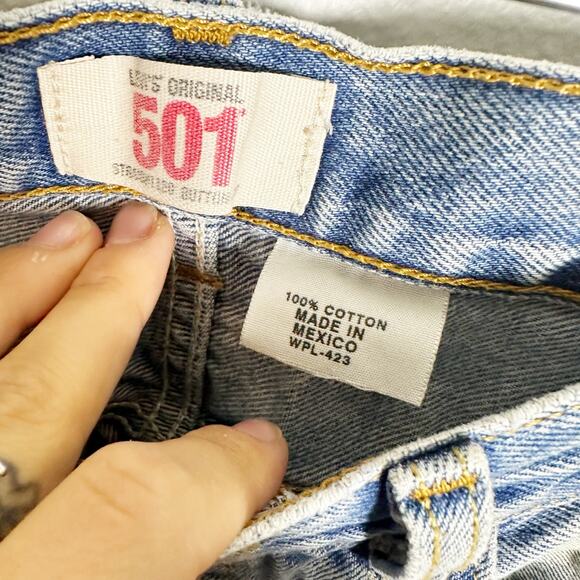 LEVI'S® ORIGINAL
501
100% COTTON
MADE IN
MEXICO
WPL-423